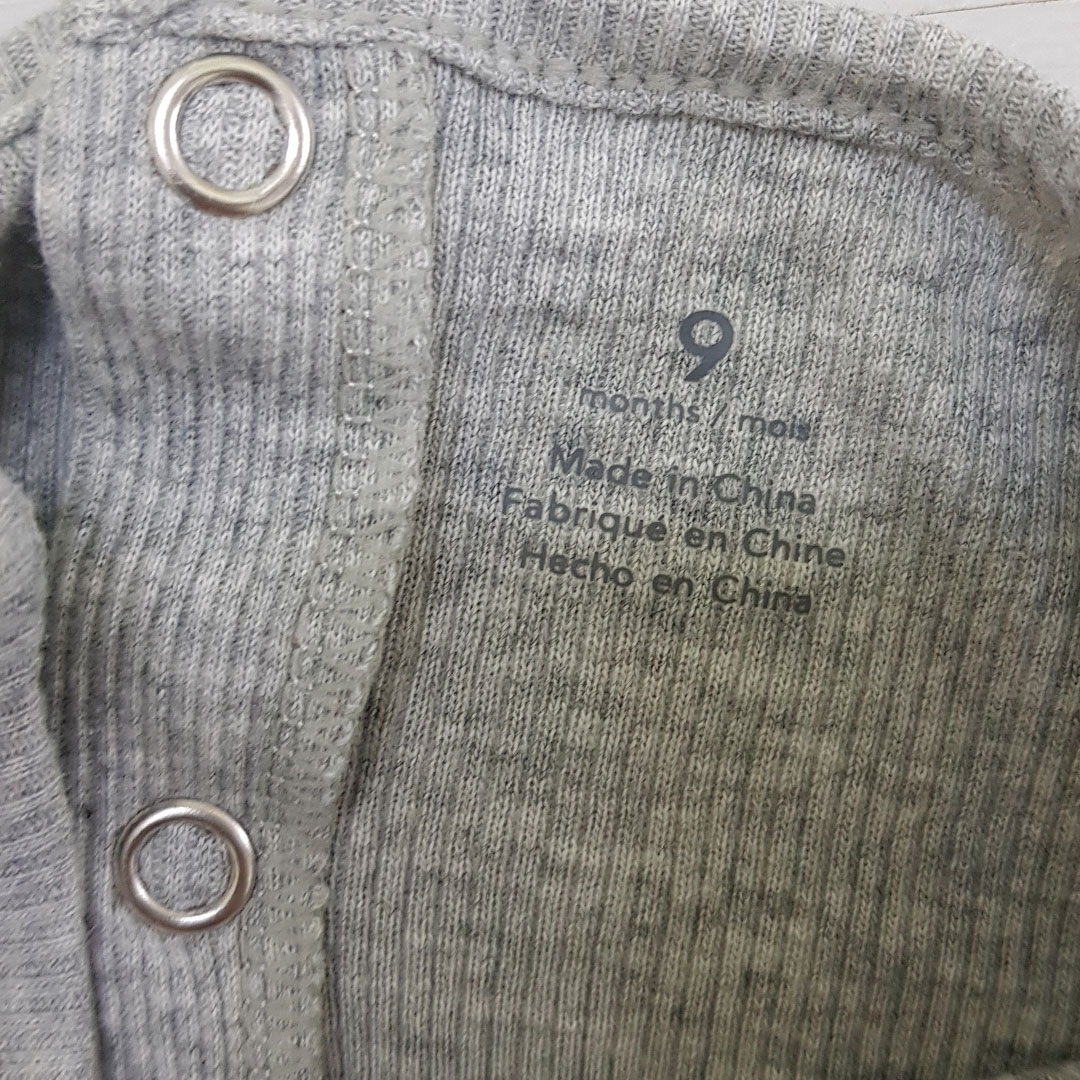 9
months / mois
Made in China
Fabriqué en Chine
Hecho en China